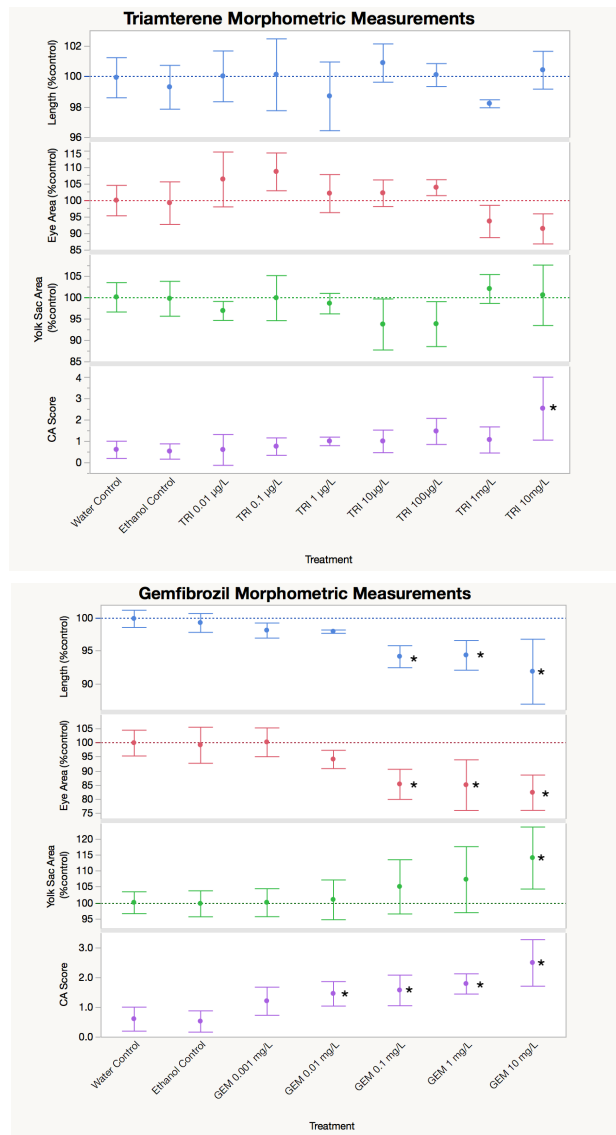 Triamterene Morphometric Measurements
Length (%control)
102
100
98
96
Eye Area (%control)
115
110
105
100
95
90
85
Yolk Sac Area
(%control)
105
100
95
90
85
CA Score
4
3
2
1
0
*
Water Control
Ethanol Control
TRI 0.01 µg/L
TRI 0.1 µg/L
TRI 1 µg/L
TRI 10µg/L
TRI 100µg/L
TRI 1mg/L
TRI 10mg/L
Treatment
Gemfibrozil Morphometric Measurements
Length (%control)
100
95
90
* * *
Eye Area (%control)
105
100
95
90
85
80
75
* * *
Yolk Sac Area
(%control)
120
115
110
105
100
95
*
CA Score
3.0
2.0
1.0
0.0
* * * *
Water Control
Ethanol Control
GEM 0.001 mg/L
GEM 0.01 mg/L
GEM 0.1 mg/L
GEM 1 mg/L
GEM 10 mg/L
Treatment